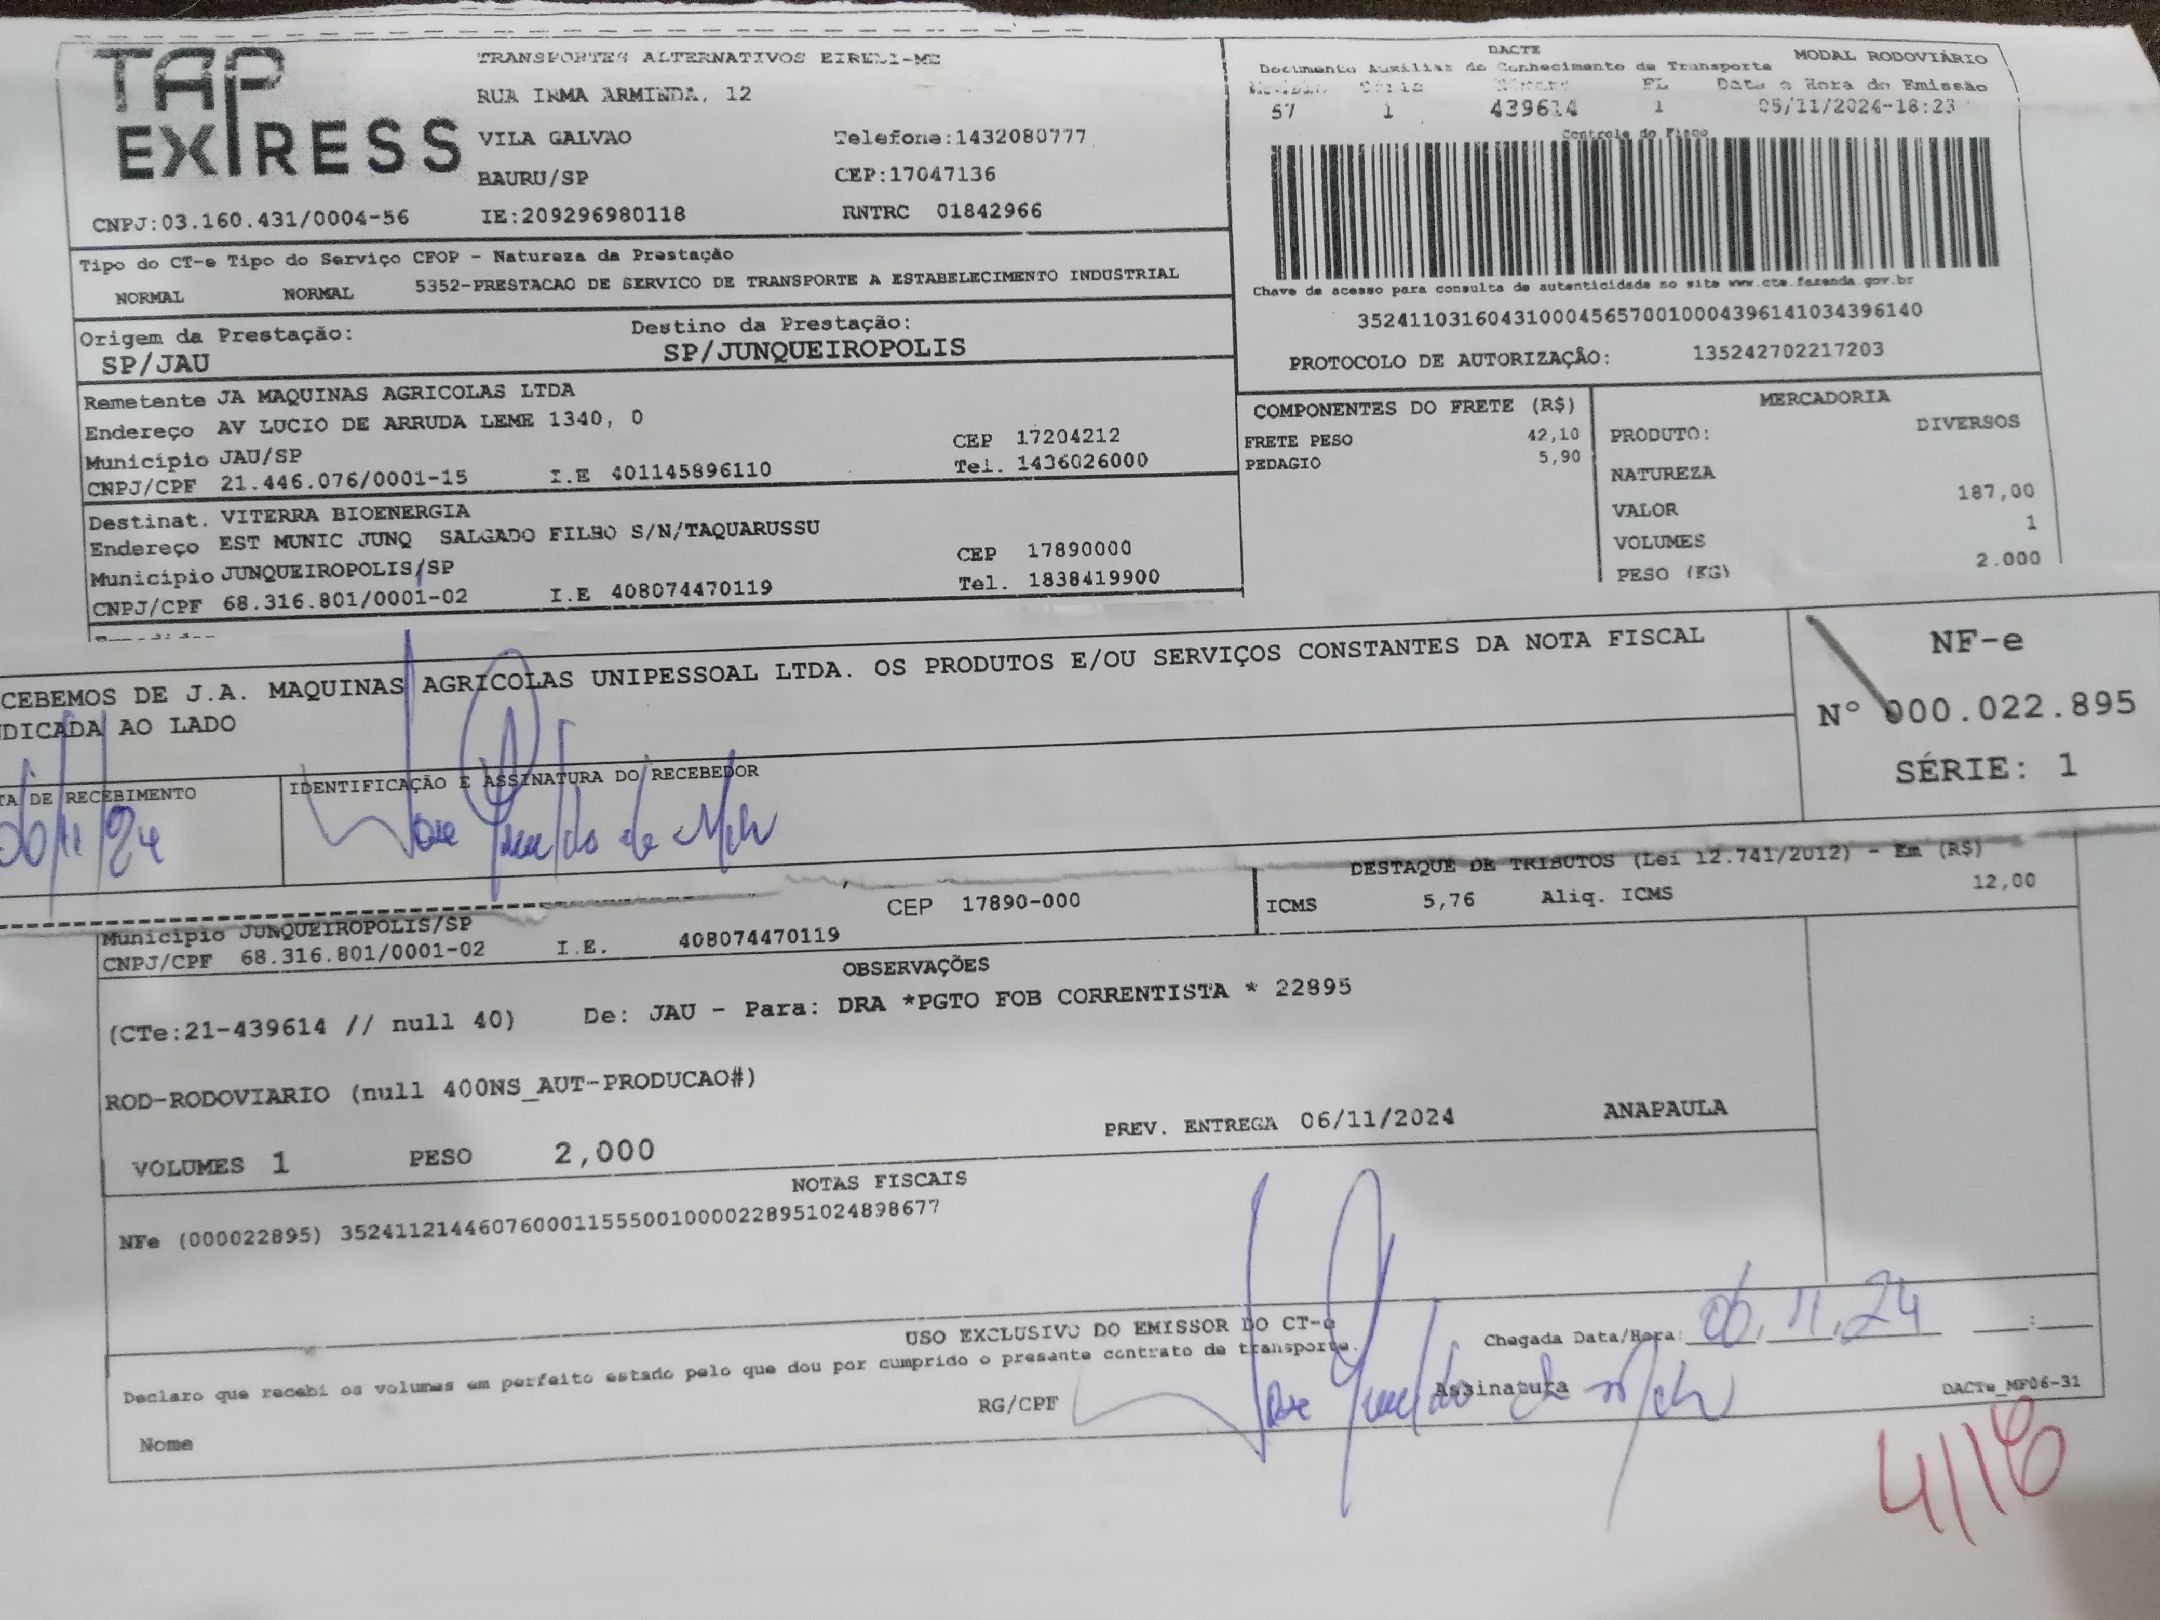 TAP EXPRESS
TRANSPORTES ALTERNATIVOS EIRELI-ME
RUA IRMA ARMINDA, 12
VILA GALVAO Telefone:1432080777
BAURU/SP CEP:17047136
CNPJ:03.160.431/0004-56 IE:209296980118 RNTRC 01842966
DACTE MODAL RODOVIÁRIO
Documento Auxiliar do Conhecimento de Transporte
Série Número FL Data e Hora do Emissão
57 1 439614 1 05/11/2024-18:23
Controle do Fisco
Chave de acesso para consulta de autenticidade no site www.cte.fazenda.gov.br
35241103160431000456570010004396141034396140
PROTOCOLO DE AUTORIZAÇÃO: 135242702217203
Tipo do CT-e Tipo do Serviço CFOP - Natureza da Prestação
NORMAL NORMAL 5352-PRESTACAO DE SERVICO DE TRANSPORTE A ESTABELECIMENTO INDUSTRIAL
Origem da Prestação: Destino da Prestação:
SP/JAU SP/JUNQUEIROPOLIS
Remetente JA MAQUINAS AGRICOLAS LTDA
Endereço AV LUCIO DE ARRUDA LEME 1340, 0
Município JAU/SP CEP 17204212
CNPJ/CPF 21.446.076/0001-15 I.E 401145896110 Tel. 1436026000
Destinat. VITERRA BIOENERGIA
Endereço EST MUNIC JUNQ SALGADO FILHO S/N/TAQUARUSSU
Município JUNQUEIROPOLIS/SP CEP 17890000
CNPJ/CPF 68.316.801/0001-02 I.E 408074470119 Tel. 1838419900
COMPONENTES DO FRETE (R$)
FRETE PESO 42,10
PEDAGIO 5,90
MERCADORIA
PRODUTO: DIVERSOS
NATUREZA
VALOR 187,00
VOLUMES 1
PESO (KG) 2.000
CEBEMOS DE J.A. MAQUINAS AGRICOLAS UNIPESSOAL LTDA. OS PRODUTOS E/OU SERVIÇOS CONSTANTES DA NOTA FISCAL
DICADA AO LADO
NF-e
Nº 000.022.895
SÉRIE: 1
TA DE RECEBIMENTO IDENTIFICAÇÃO E ASSINATURA DO RECEBEDOR
06/11/24
CEP 17890-000
DESTAQUE DE TRIBUTOS (Lei 12.741/2012) - Em (R$)
ICMS 5,76 Aliq. ICMS 12,00
Município JUNQUEIROPOLIS/SP
CNPJ/CPF 68.316.801/0001-02 I.E. 408074470119
OBSERVAÇÕES
(CTe:21-439614 // null 40) De: JAU - Para: DRA *PGTO FOB CORRENTISTA * 22895
ROD-RODOVIARIO (null 400NS_AUT-PRODUCAO#)
PREV. ENTREGA 06/11/2024 ANAPAULA
VOLUMES 1 PESO 2,000
NOTAS FISCAIS
NFe (000022895) 35241121446076000115550010000228951024898677
USO EXCLUSIVO DO EMISSOR DO CT-e
Chegada Data/Hora: 06.11.24 :
Declaro que recebi os volumes em perfeito estado pelo que dou por cumprido o presente contrato de transporte.
RG/CPF Assinatura DACTe_MF06-31
Nome